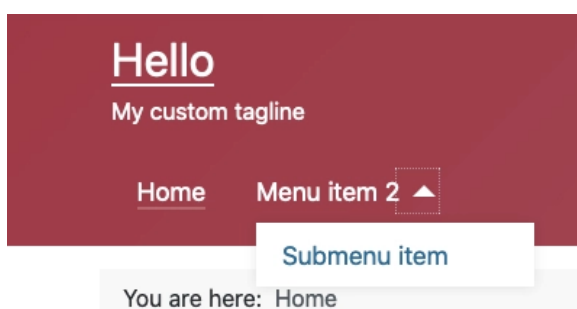 Hello
My custom tagline
Home Menu item 2
Submenu item
You are here: Home